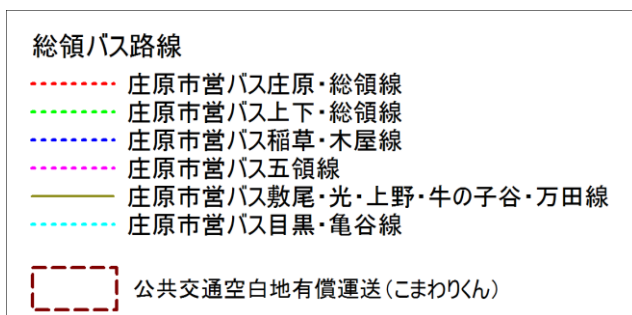 総領バス路線
庄原市営バス庄原・総領線
庄原市営バス上下・総領線
庄原市営バス稲草・木屋線
庄原市営バス五領線
庄原市営バス敷尾・光・上野・牛の子谷・万田線
庄原市営バス目黒・亀谷線
公共交通空白地有償運送（こまわりくん）